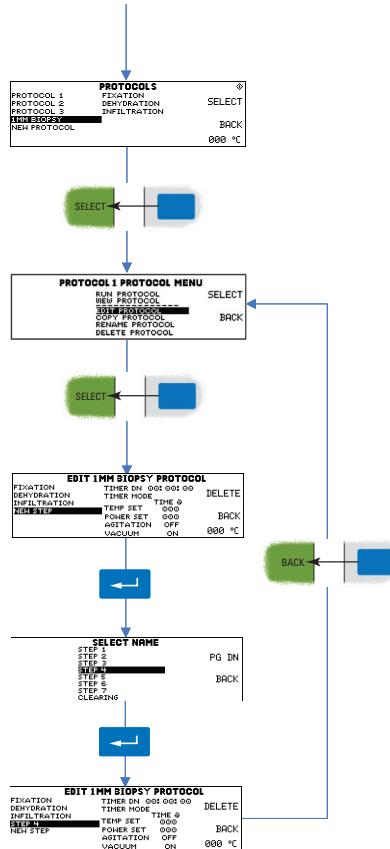 PROTOCOLS
PROTOCOL 1 FIXATION
PROTOCOL 2 DEHYDRATION SELECT
PROTOCOL 3 INFILTRATION
1MM BIOPSY BACK
NEW PROTOCOL
000 °C
SELECT
PROTOCOL 1 PROTOCOL MENU
RUN PROTOCOL SELECT
VIEW PROTOCOL
EDIT PROTOCOL
COPY PROTOCOL BACK
RENAME PROTOCOL
DELETE PROTOCOL
SELECT
EDIT 1MM BIOPSY PROTOCOL
FIXATION TIMER DN 00:00:00
DEHYDRATION TIMER MODE DELETE
INFILTRATION TIME @
NEW STEP TEMP SET 000
POWER SET 000 BACK
AGITATION OFF
VACUUM ON 000 °C
BACK
SELECT NAME
STEP 1
STEP 2 PG DN
STEP 3
STEP 4
STEP 5 BACK
STEP 6
STEP 7
CLEARING
EDIT 1MM BIOPSY PROTOCOL
FIXATION TIMER DN 00:00:00
DEHYDRATION TIMER MODE DELETE
INFILTRATION TIME @
STEP 4 TEMP SET 000
NEW STEP POWER SET 000 BACK
AGITATION OFF
VACUUM ON 000 °C